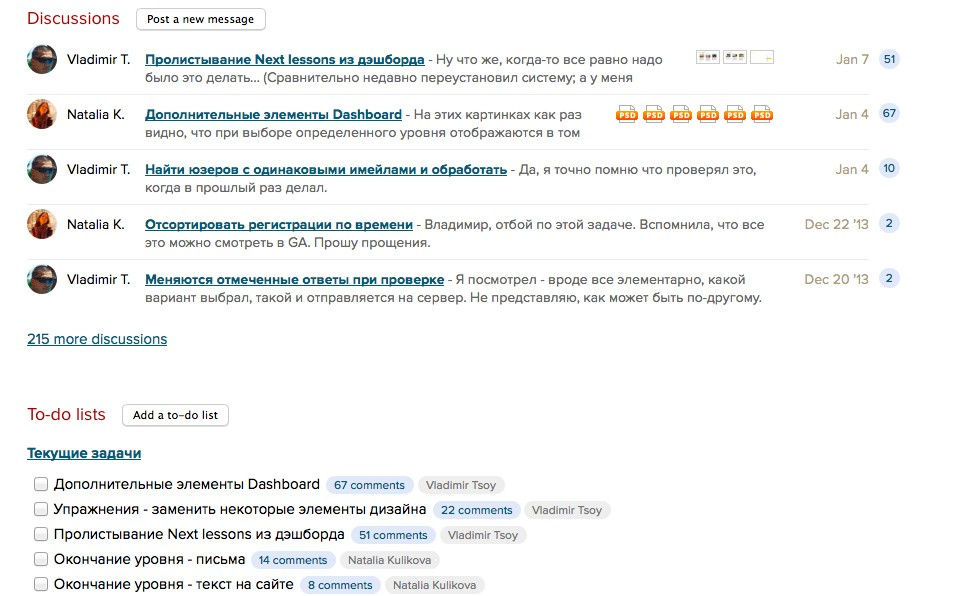 Discussions Post a new message
Vladimir T. Пролистывание Next lessons из дэшборда - Ну что же, когда-то все равно надо Jan 7 51
было это делать... (Сравнительно недавно переустановил систему; а у меня
Natalia K. Дополнительные элементы Dashboard - На этих картинках как раз PSD PSD PSD PSD PSD PSD Jan 4 67
видно, что при выборе определенного уровня отображаются в том
Vladimir T. Найти юзеров с одинаковыми имейлами и обработать - Да, я точно помню что проверял это, Jan 4 10
когда в прошлый раз делал.
Natalia K. Отсортировать регистрации по времени - Владимир, отбой по этой задаче. Вспомнила, что все Dec 22 '13 2
это можно смотреть в GA. Прошу прощения.
Vladimir T. Меняются отмеченные ответы при проверке - Я посмотрел - вроде все элементарно, какой Dec 20 '13 2
вариант выбрал, такой и отправляется на сервер. Не представляю, как может быть по-другому.
215 more discussions
To-do lists Add a to-do list
Текущие задачи
Дополнительные элементы Dashboard 67 comments Vladimir Tsoy
Упражнения - заменить некоторые элементы дизайна 22 comments Vladimir Tsoy
Пролистывание Next lessons из дэшборда 51 comments Vladimir Tsoy
Окончание уровня - письма 14 comments Natalia Kulikova
Окончание уровня - текст на сайте 8 comments Natalia Kulikova